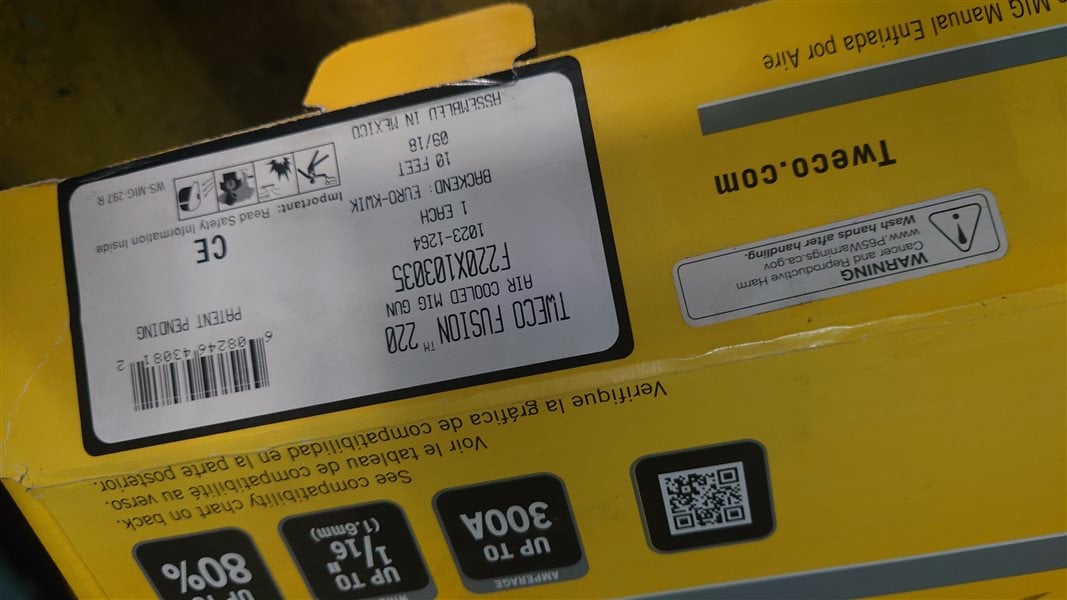 TWECO FUSION™ 220
AIR COOLED MIG GUN
F220X103035
1023-1264
1 EACH
BACKEND: EURO-KWIK
10 FEET
09/18
ASSEMBLED IN MEXICO
6 08246 43081 2
PATENT PENDING
CE
Important: Read Safety Information Inside
WS-MIG-297 R
WARNING
Cancer and Reproductive Harm
www.P65Warnings.ca.gov
Wash hands after handling.
Tweco.com
MIG Manual Enfriada por Aire
Verifique la gráfica de compatibilidad en la parte posterior.
Voir le tableau de compatibilité au verso.
See compatibility chart on back.
AMPERAGE
UP TO
300A
UP TO
1/16"
(1.6mm)
UP TO
80%